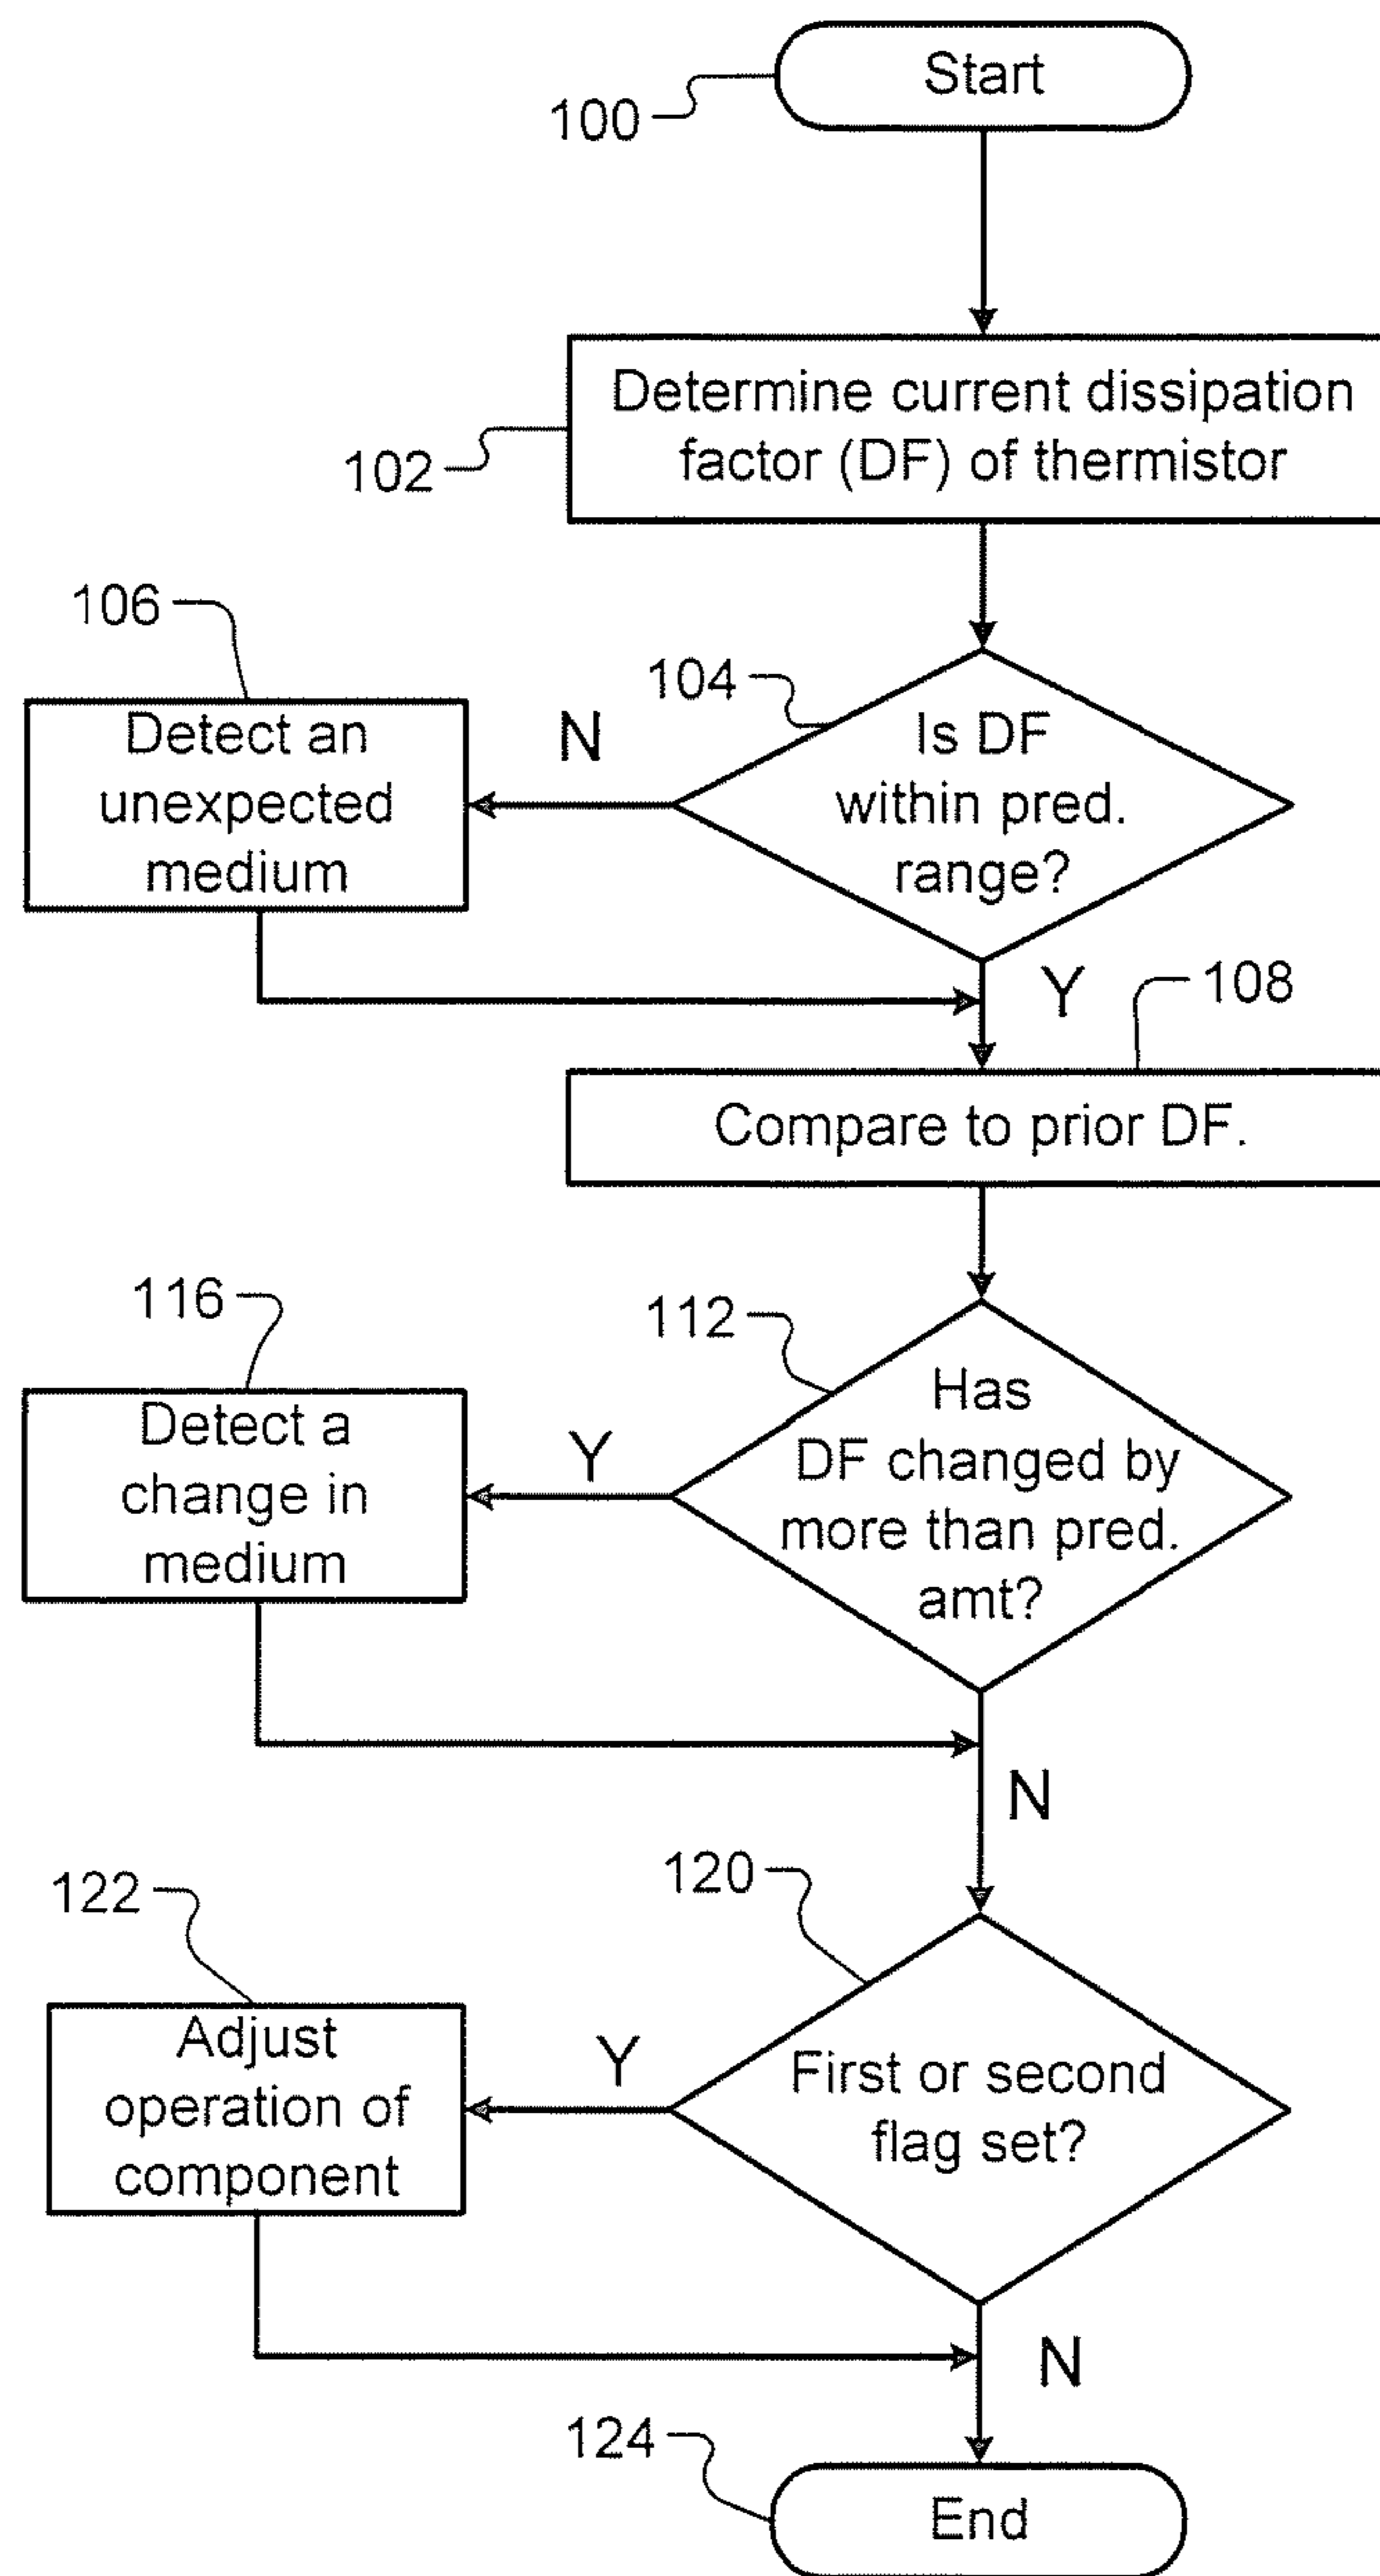 Start
100
Determine current dissipation
factor (DF) of thermistor
102
106
104
Detect an
unexpected
medium
N
Is DF
within pred.
range?
Y
108
Compare to prior DF.
116
112
Detect a
change in
medium
Y
Has
DF changed by
more than pred.
amt?
N
122
120
Adjust
operation of
component
Y
First or second
flag set?
N
124
End